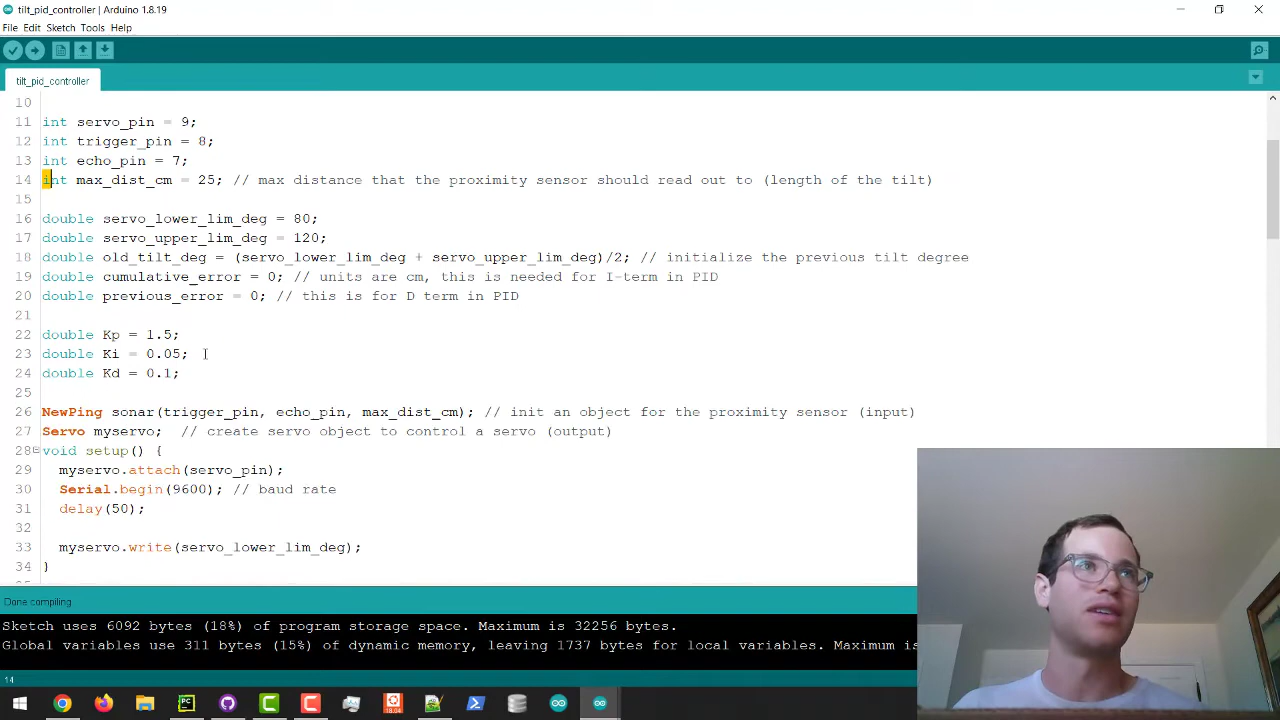 tilt_pid_controller | Arduino 1.8.19
File Edit Sketch Tools Help
tilt_pid_controller
10
11 int servo_pin = 9;
12 int trigger_pin = 8;
13 int echo_pin = 7;
14 int max_dist_cm = 25; // max distance that the proximity sensor should read out to (length of the tilt)
15
16 double servo_lower_lim_deg = 80;
17 double servo_upper_lim_deg = 120;
18 double old_tilt_deg = (servo_lower_lim_deg + servo_upper_lim_deg)/2; // initialize the previous tilt degree
19 double cumulative_error = 0; // units are cm, this is needed for I-term in PID
20 double previous_error = 0; // this is for D term in PID
21
22 double Kp = 1.5;
23 double Ki = 0.05;
24 double Kd = 0.1;
25
26 NewPing sonar(trigger_pin, echo_pin, max_dist_cm); // init an object for the proximity sensor (input)
27 Servo myservo; // create servo object to control a servo (output)
28 void setup() {
29 myservo.attach(servo_pin);
30 Serial.begin(9600); // baud rate
31 delay(50);
32
33 myservo.write(servo_lower_lim_deg);
34 }
Done compiling
Sketch uses 6092 bytes (18%) of program storage space. Maximum is 32256 bytes.
Global variables use 311 bytes (15%) of dynamic memory, leaving 1737 bytes for local variables. Maximum is
14
PC
18.04